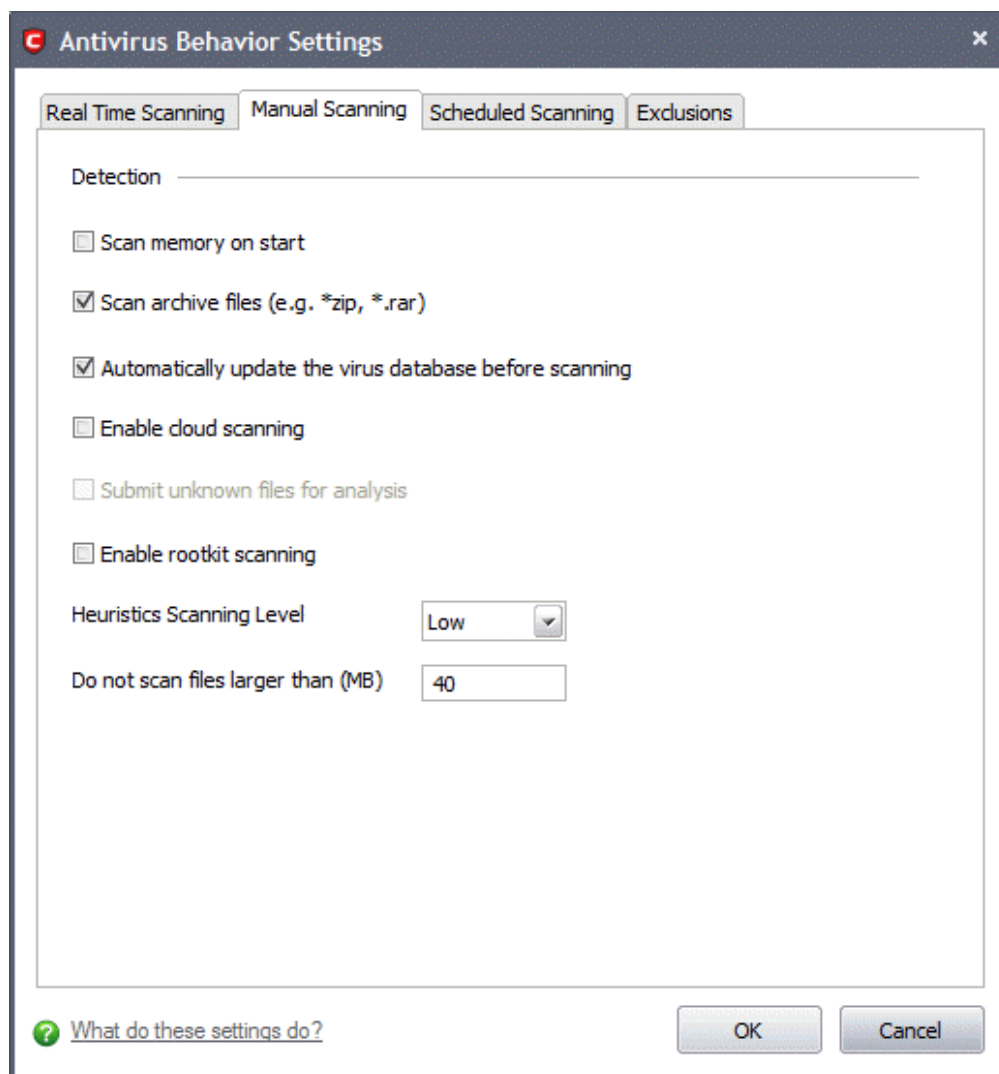 Antivirus Behavior Settings
Real Time Scanning Manual Scanning Scheduled Scanning Exclusions
Detection
Scan memory on start
Scan archive files (e.g. *zip, *.rar)
Automatically update the virus database before scanning
Enable cloud scanning
Submit unknown files for analysis
Enable rootkit scanning
Heuristics Scanning Level Low
Do not scan files larger than (MB) 40
What do these settings do? OK Cancel